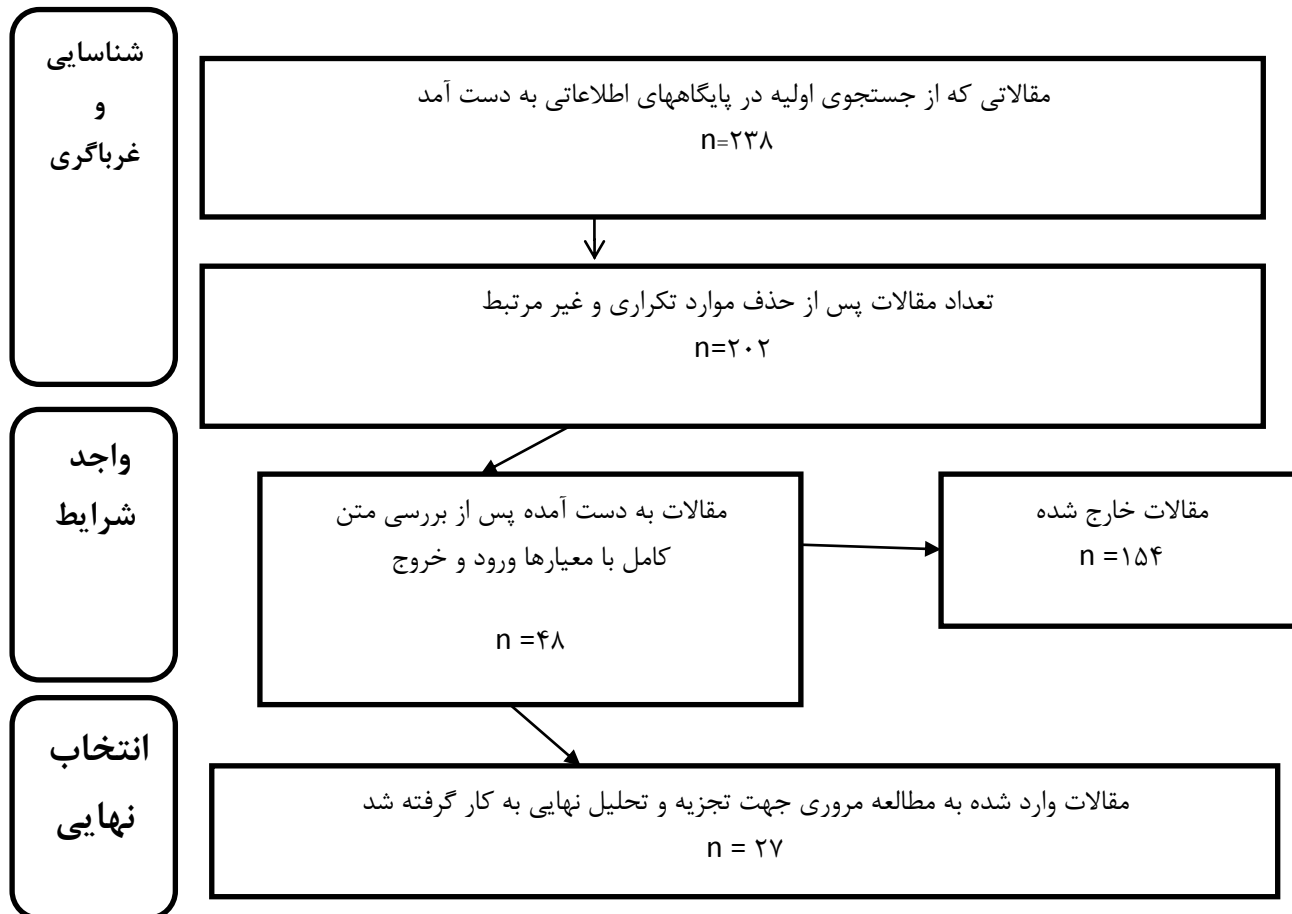 شناسایی
و
غرباگری
مقالاتی که از جستجوی اولیه در پایگاههای اطلاعاتی به دست آمد
n=۲۳۸
تعداد مقالات پس از حذف موارد تکراری و غیر مرتبط
n=۲۰۲
واجد
شرایط
مقالات به دست آمده پس از بررسی متن
کامل با معیارها ورود و خروج
n =۴۸
مقالات خارج شده
n =۱۵۴
انتخاب
نهایی
مقالات وارد شده به مطالعه مروری جهت تجزیه و تحلیل نهایی به کار گرفته شد
n = ۲۷